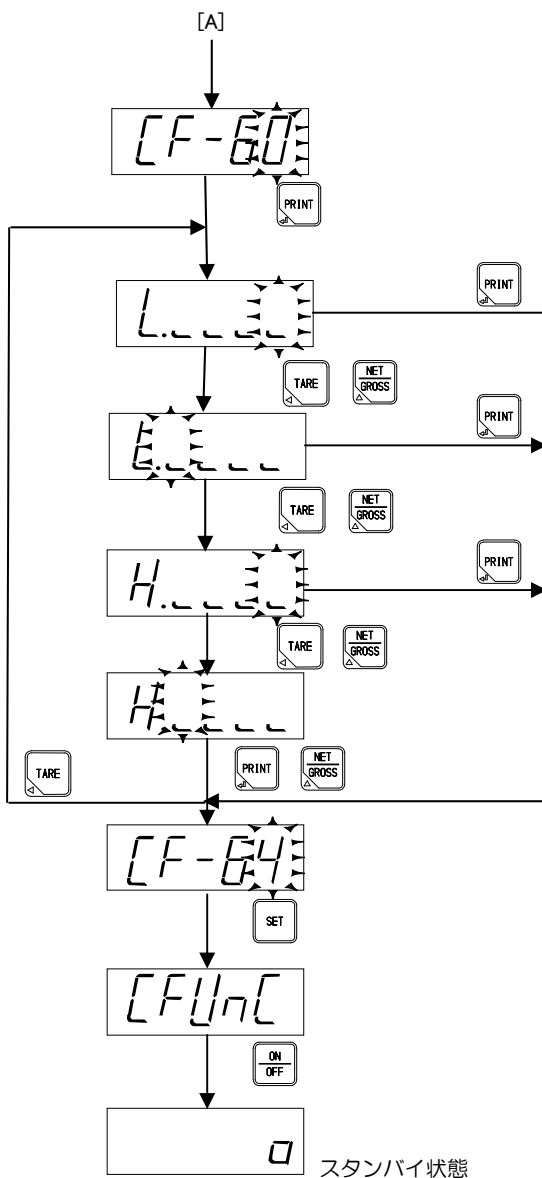 [A]
CF-60
PRINT
PRINT
L.
TARE NET GROSS
PRINT
L.
TARE NET GROSS
PRINT
H.
TARE NET GROSS
H
TARE PRINT NET GROSS
CF-64
SET
CFUnC
ON OFF
スタンバイ状態